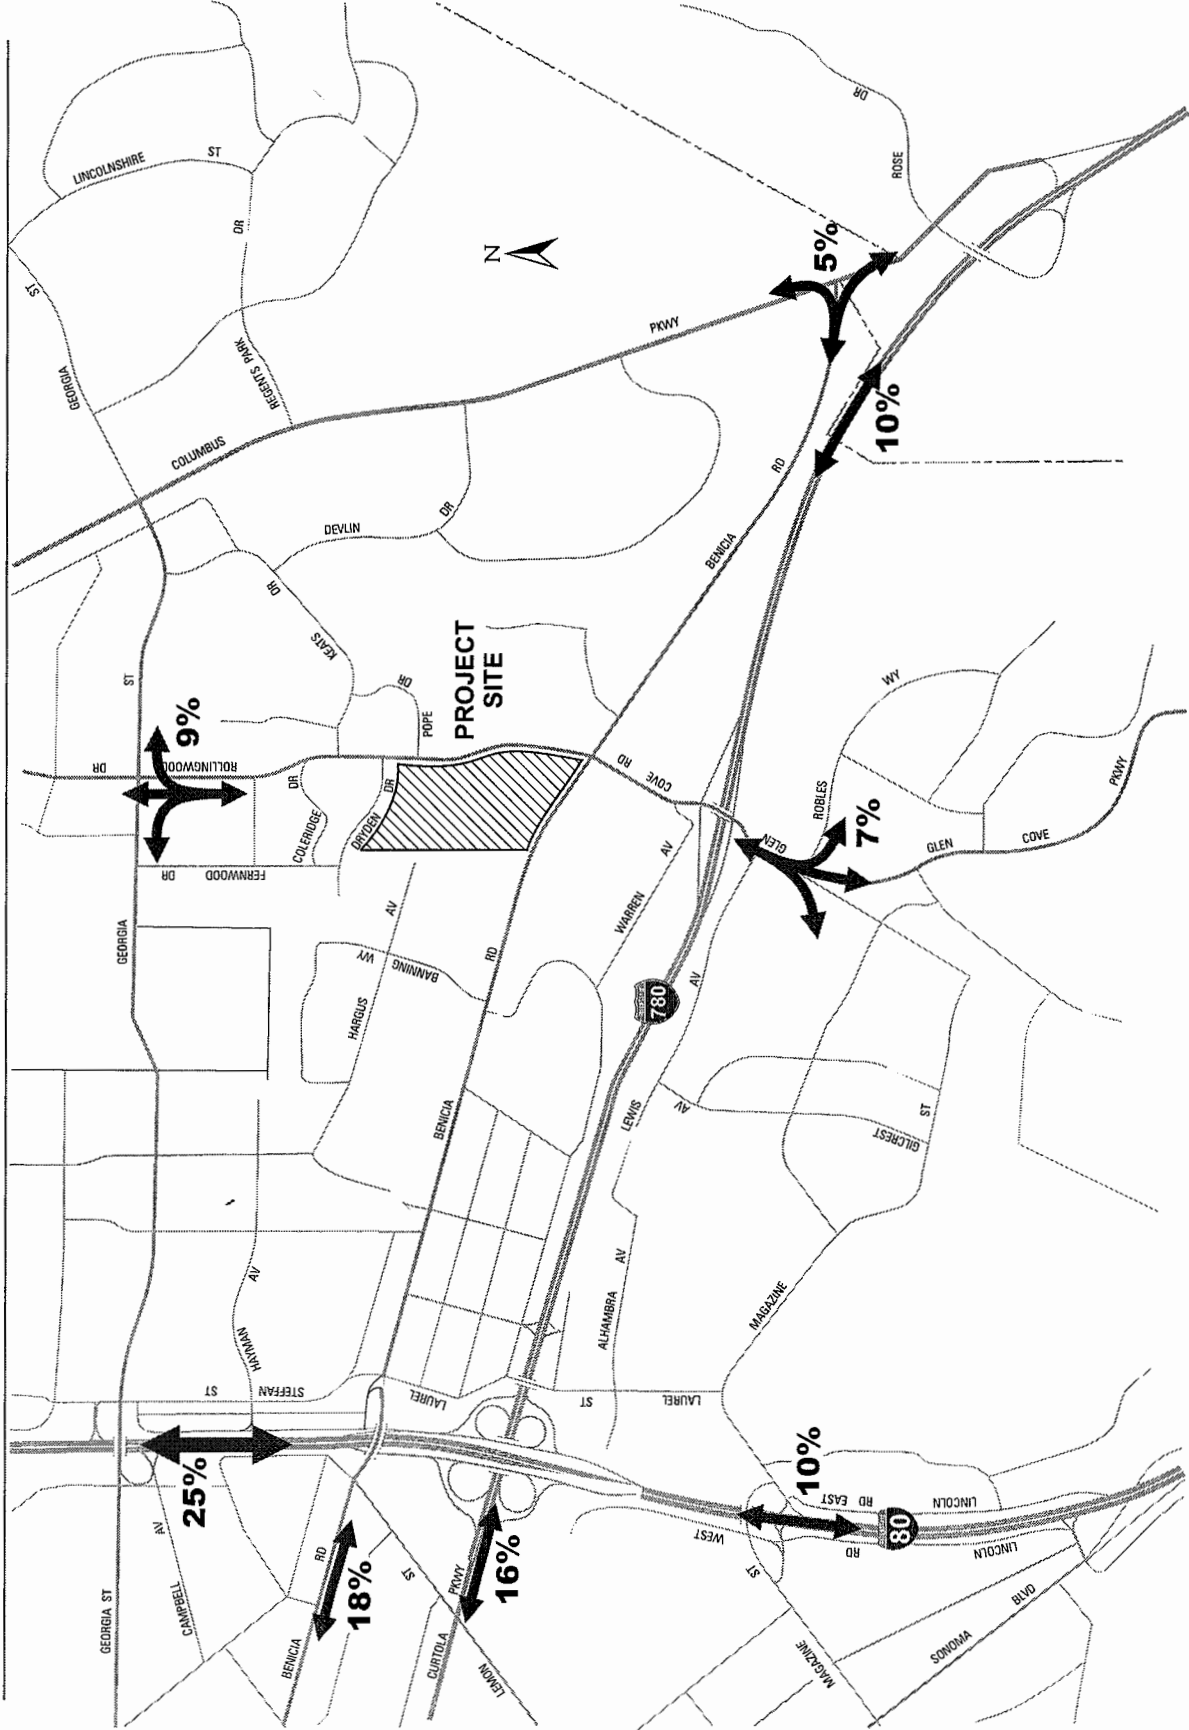 LINCOLNSHIRE
ST
DR
ST
GEORGIA
REGENTS PARK
N
DR
ROSE
PKWY
COLUMBUS
5%
10%
RD
BENICIA
DEVLIN
DR
DR
KEATS
DR
POPE
PROJECT
SITE
ST
DR
ROLLINGWOOD
9%
DR
COLERIDGE
DR
DRYDEN
FERNWOOD
DR
RD
COVE
WY
ROBLES
GLEN
7%
GLEN
COVE
PKWY
AV
WARREN
GEORGIA
AV
HARGUS
BANNING
WY
RD
BENICIA
780
AV
LEWIS
AV
GILCREST
ST
AV
ALHAMBRA
MAGAZINE
AV
HAYMAN
STEFFAN
ST
LAUREL
LAUREL
ST
25%
AV
CAMPBELL
GEORGIA ST
RD
BENICIA
18%
ST
LEMON
PKWY
CURTOLA
16%
10%
LINCOLN
RD EAST
80
LINCOLN
RD
WEST
ST
MAGAZINE
BLVD
SONOMA